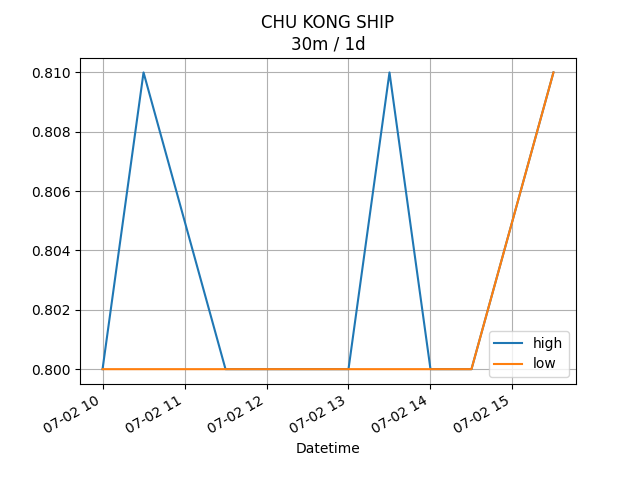 CHU KONG SHIP
30m / 1d
0.810
0.808
0.806
0.804
0.802
0.800
high
low
07-02 10
07-02 11
07-02 12
07-02 13
07-02 14
07-02 15
Datetime